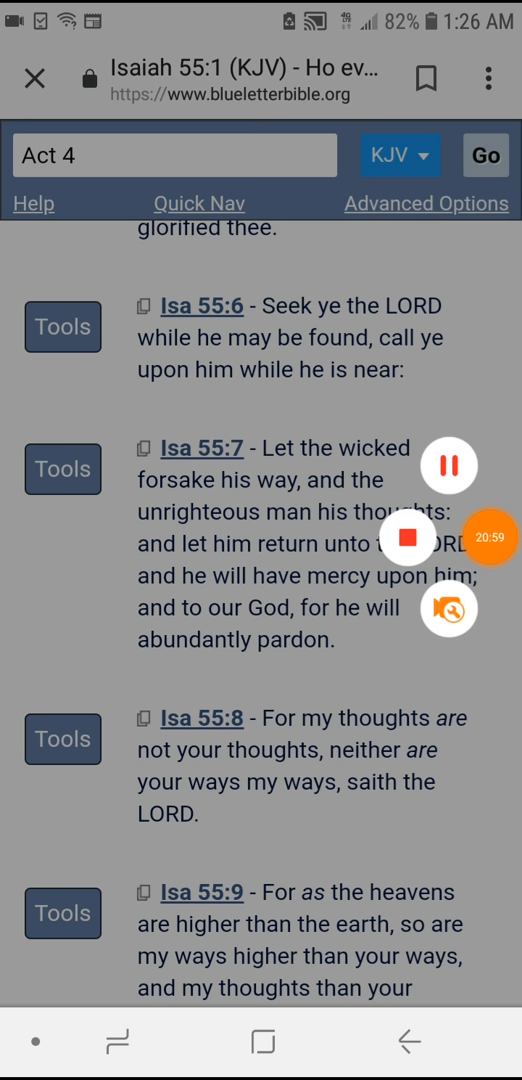 82% 1:26 AM
Isaiah 55:1 (KJV) - Ho ev...
https://www.blueletterbible.org
Act 4
KJV
Go
Help
Quick Nav
Advanced Options
glorified thee.
Tools
Isa 55:6 - Seek ye the LORD
while he may be found, call ye
upon him while he is near:
Tools
Isa 55:7 - Let the wicked
forsake his way, and the
unrighteous man his thoughts:
and let him return unto
and he will have mercy upon him;
and to our God, for he will
abundantly pardon.
20:59
Tools
Isa 55:8 - For my thoughts are
not your thoughts, neither are
your ways my ways, saith the
LORD.
Tools
Isa 55:9 - For as the heavens
are higher than the earth, so are
my ways higher than your ways,
and my thoughts than your